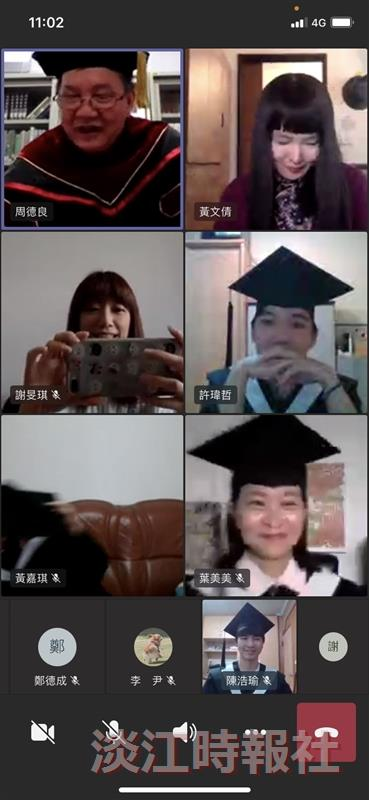 11:02
4G
周德良
黃文倩
謝旻琪
許瑋哲
黃嘉琪
葉美美
鄭
謝
鄭德成
李 尹
陳浩瑜
淡江時報社